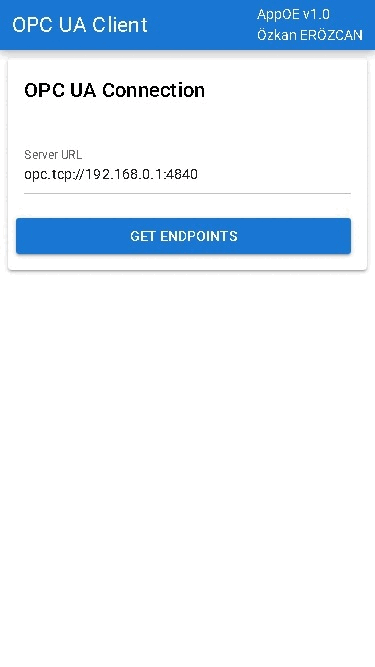 OPC UA Client
AppOE v1.0
Özkan ERÖZCAN
OPC UA Connection
Server URL
opc.tcp://192.168.0.1:4840
GET ENDPOINTS